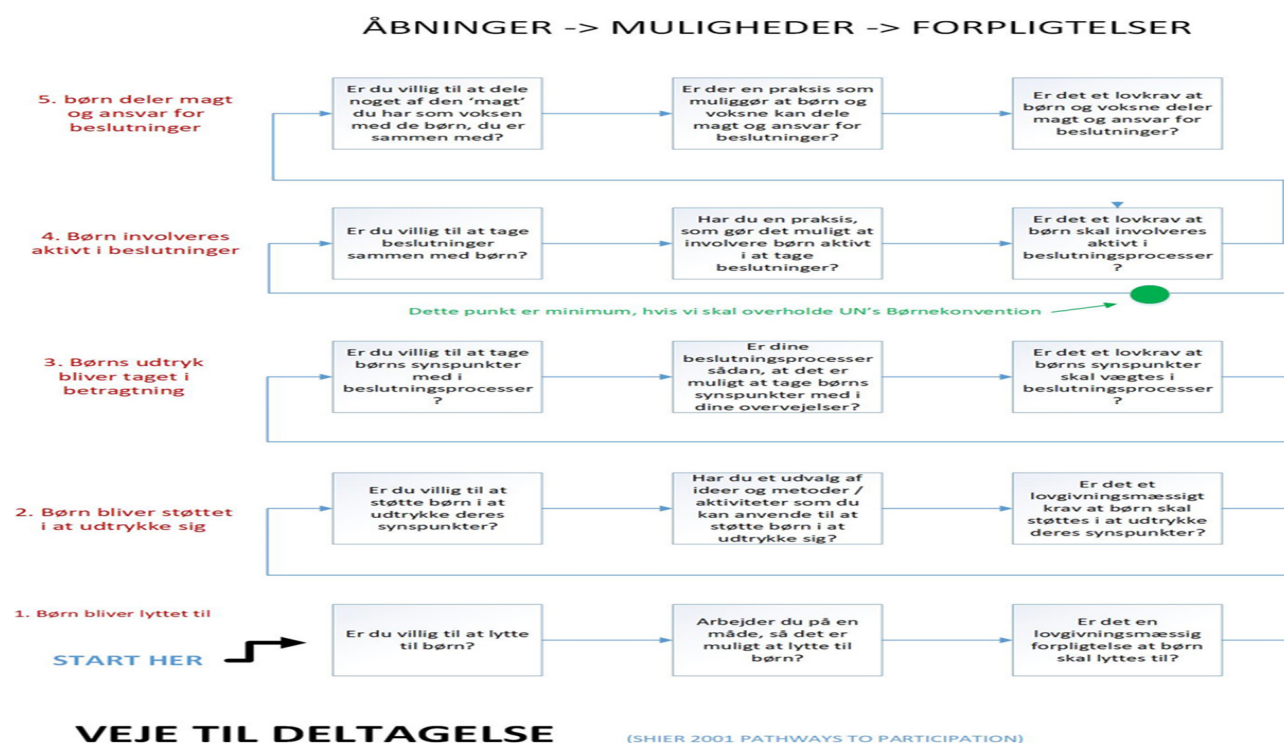 ÅBNINGER -> MULIGHEDER -> FORPLIGTELSER
5. børn deler magt
og ansvar for
beslutninger
Er du villig til at dele
noget af den ‘magt’
du har som voksen
med de børn, du er
sammen med?
Er der en praksis som
muliggør at børn og
voksne kan dele
magt og ansvar for
beslutninger?
Er det et lovkrav at
børn og voksne deler
magt og ansvar for
beslutninger?
4. Børn involveres
aktivt i beslutninger
Er du villig til at tage
beslutninger
sammen med børn?
Har du en praksis,
som gør det muligt at
involvere børn aktivt
i at tage
beslutninger?
Er det et lovkrav at
børn skal involveres
aktivt i
beslutningsprocesser
?
Dette punkt er minimum, hvis vi skal overholde UN’s Børnekonvention
3. Børns udtryk
bliver taget i
betragtning
Er du villig til at tage
børns synspunkter
med i
beslutningsprocesser
?
Er dine
beslutningsprocesser
sådan, at det er
muligt at tage børns
synspunkter med i
dine overvejelser?
Er det et lovkrav at
børns synspunkter
skal vægtes i
beslutningsprocesser
?
2. Børn bliver støttet
i at udtrykke sig
Er du villig til at
støtte børn i at
udtrykke deres
synspunkter?
Har du et udvalg af
ideer og metoder /
aktiviteter som du
kan anvende til at
støtte børn i at
udtrykke sig?
Er det et
lovgivningsmæssigt
krav at børn skal
støttes i at udtrykke
deres synspunkter?
1. Børn bliver lyttet til
START HER
Er du villig til at lytte
til børn?
Arbejder du på en
måde, så det er
muligt at lytte til
børn?
Er det en
lovgivningsmæssig
forpligtelse at børn
skal lyttes til?
VEJE TIL DELTAGELSE
(SHIER 2001 PATHWAYS TO PARTICIPATION)